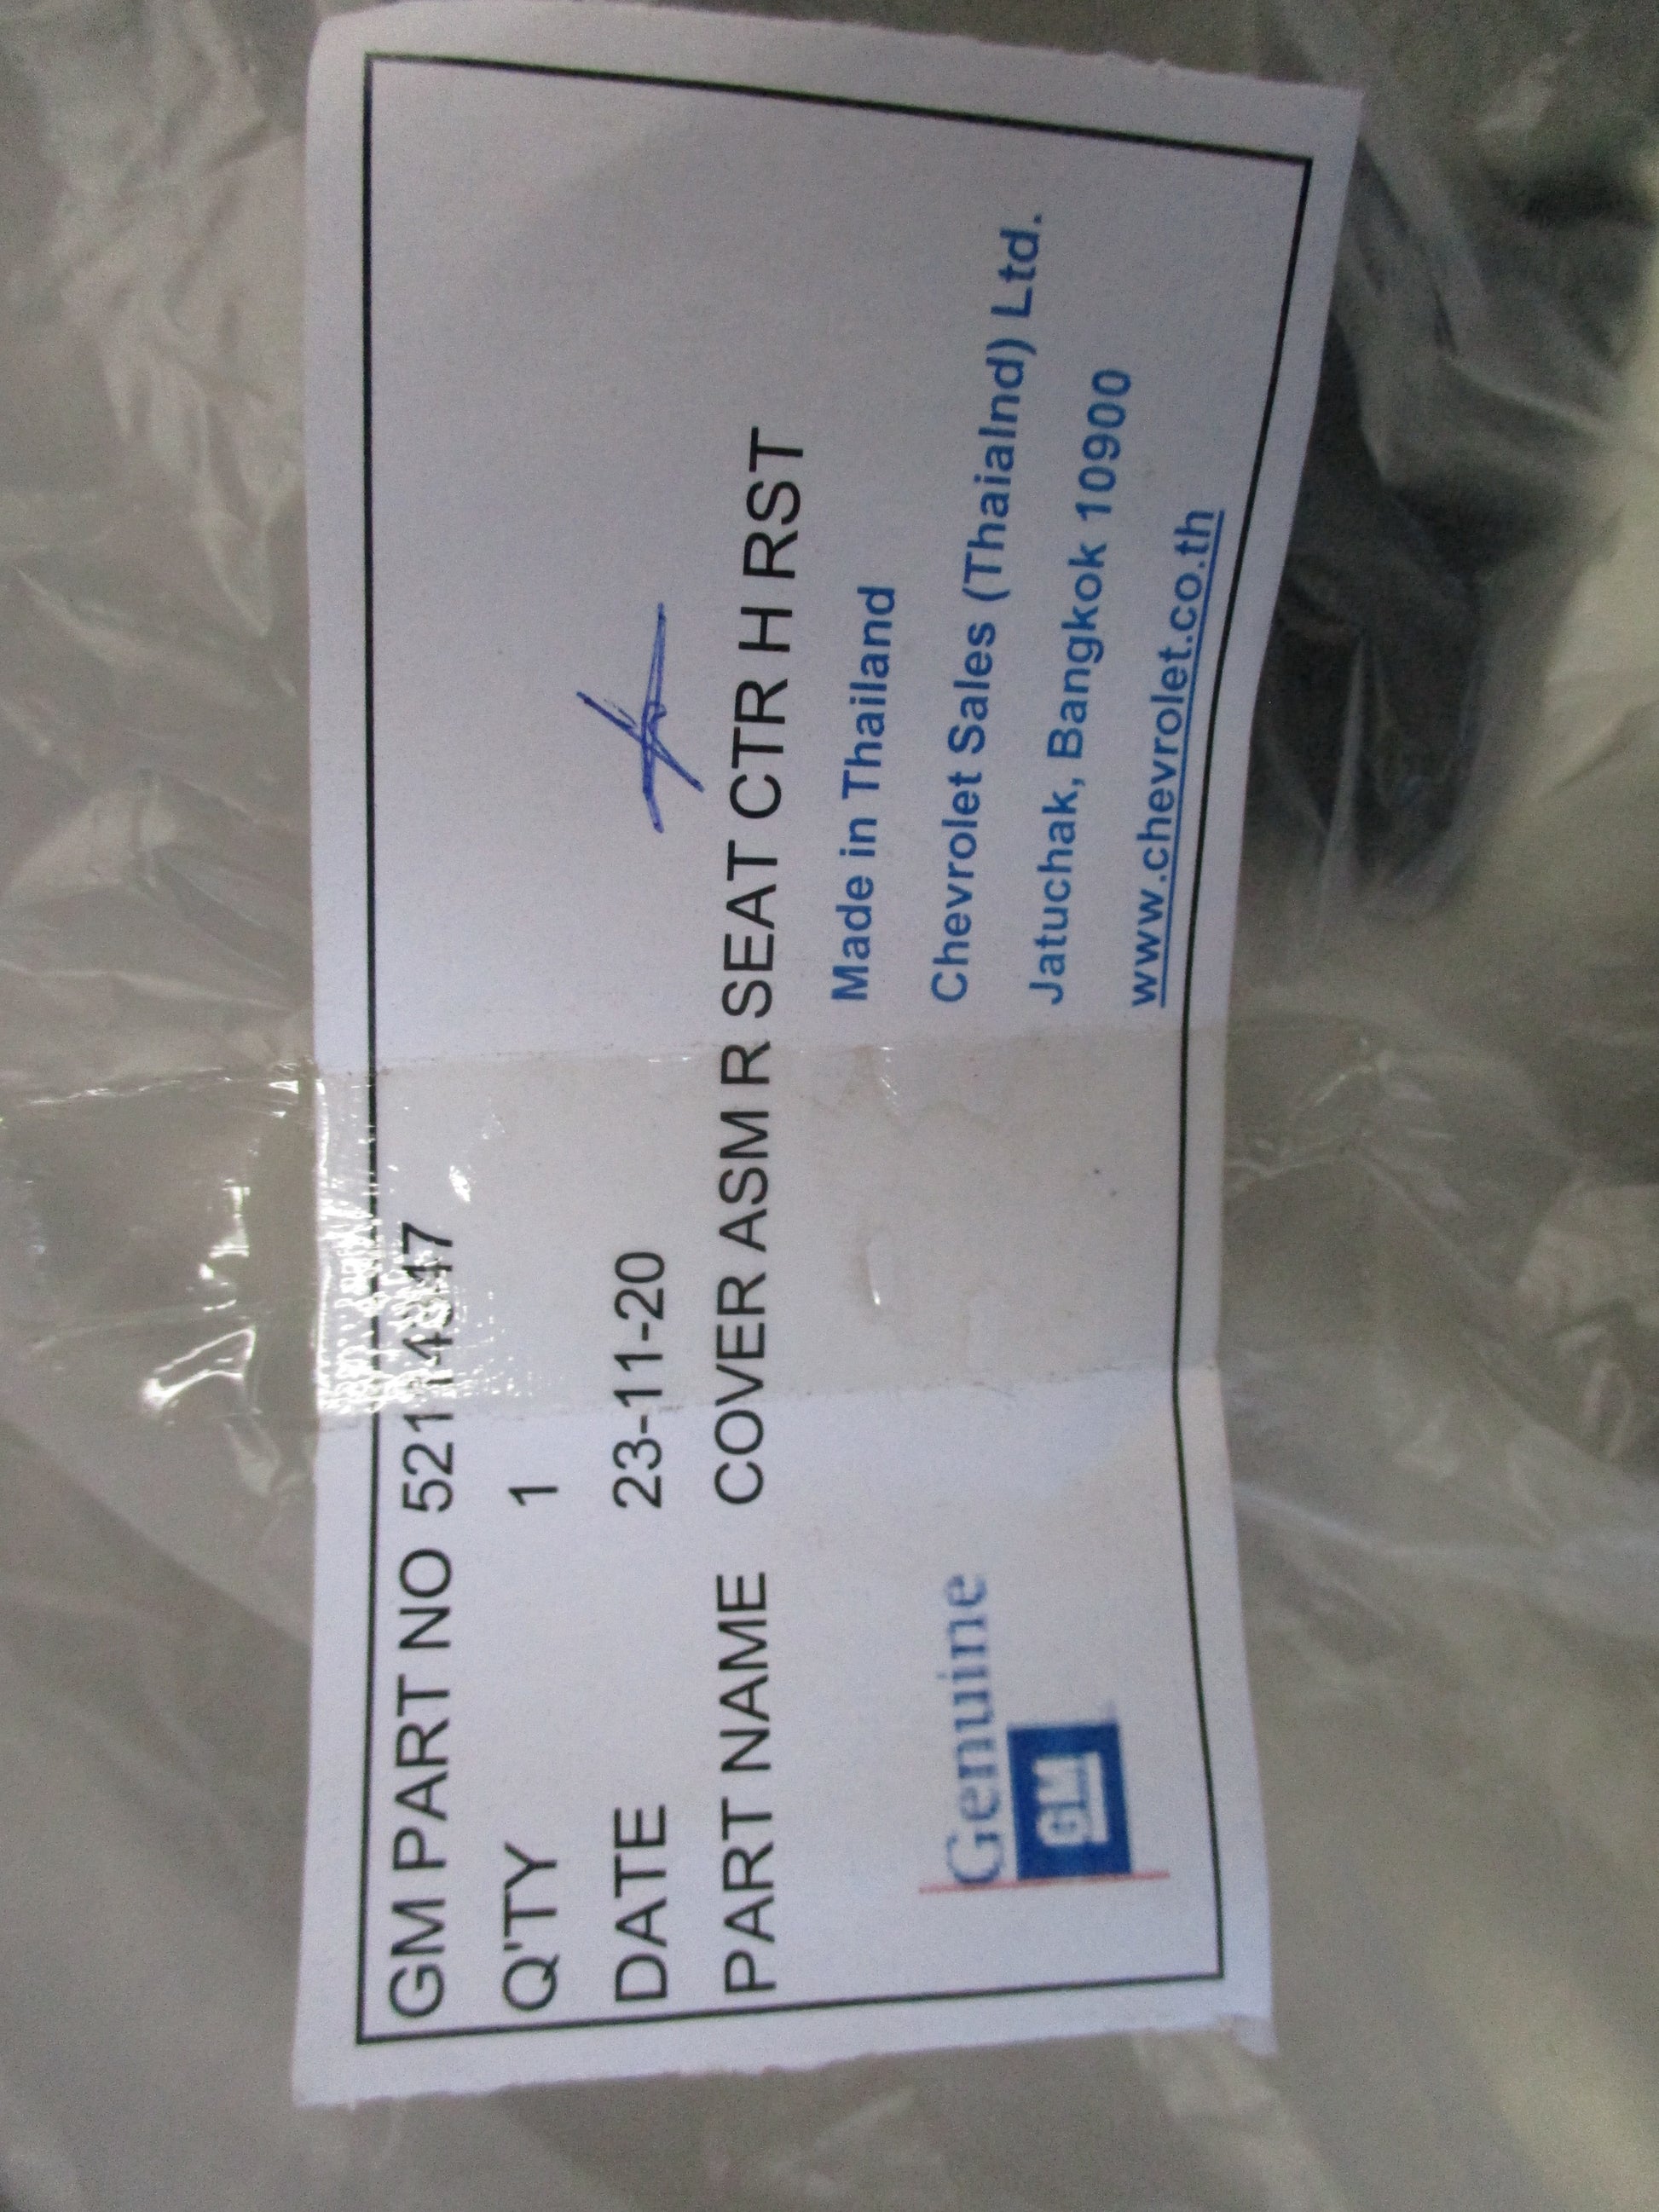 GM PART NO
Q'TY 1
DATE 23-11-20
PART NAME COVER ASM R SEAT CTR H RST
Made in Thailand
Chevrolet Sales (Thaialnd) Ltd.
Jatuchak, Bangkok 10900
www.chevrolet.co.th
Genuine
GM